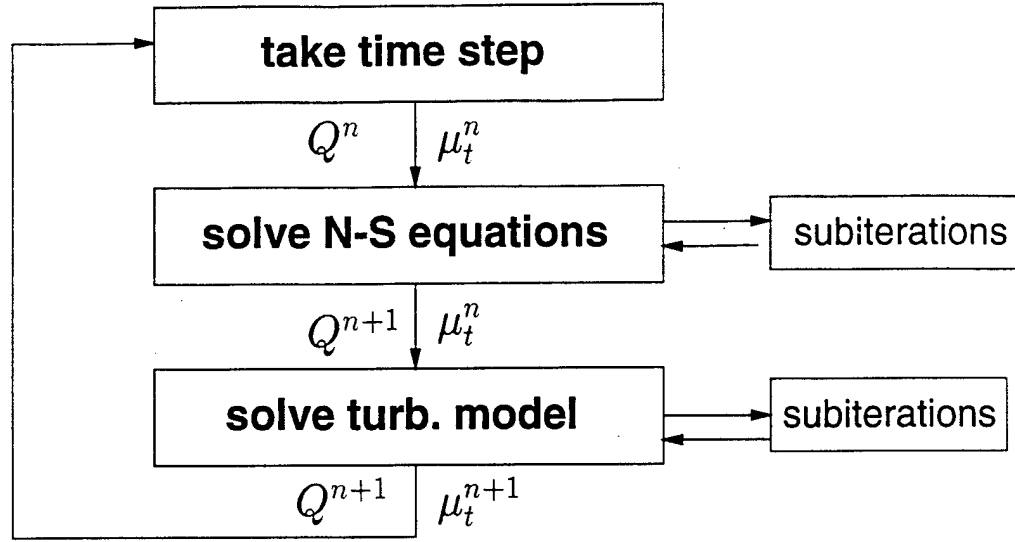 take time step
Q^n μ_t^n
solve N-S equations
subiterations
Q^{n+1} μ_t^n
solve turb. model
subiterations
Q^{n+1} μ_t^{n+1}